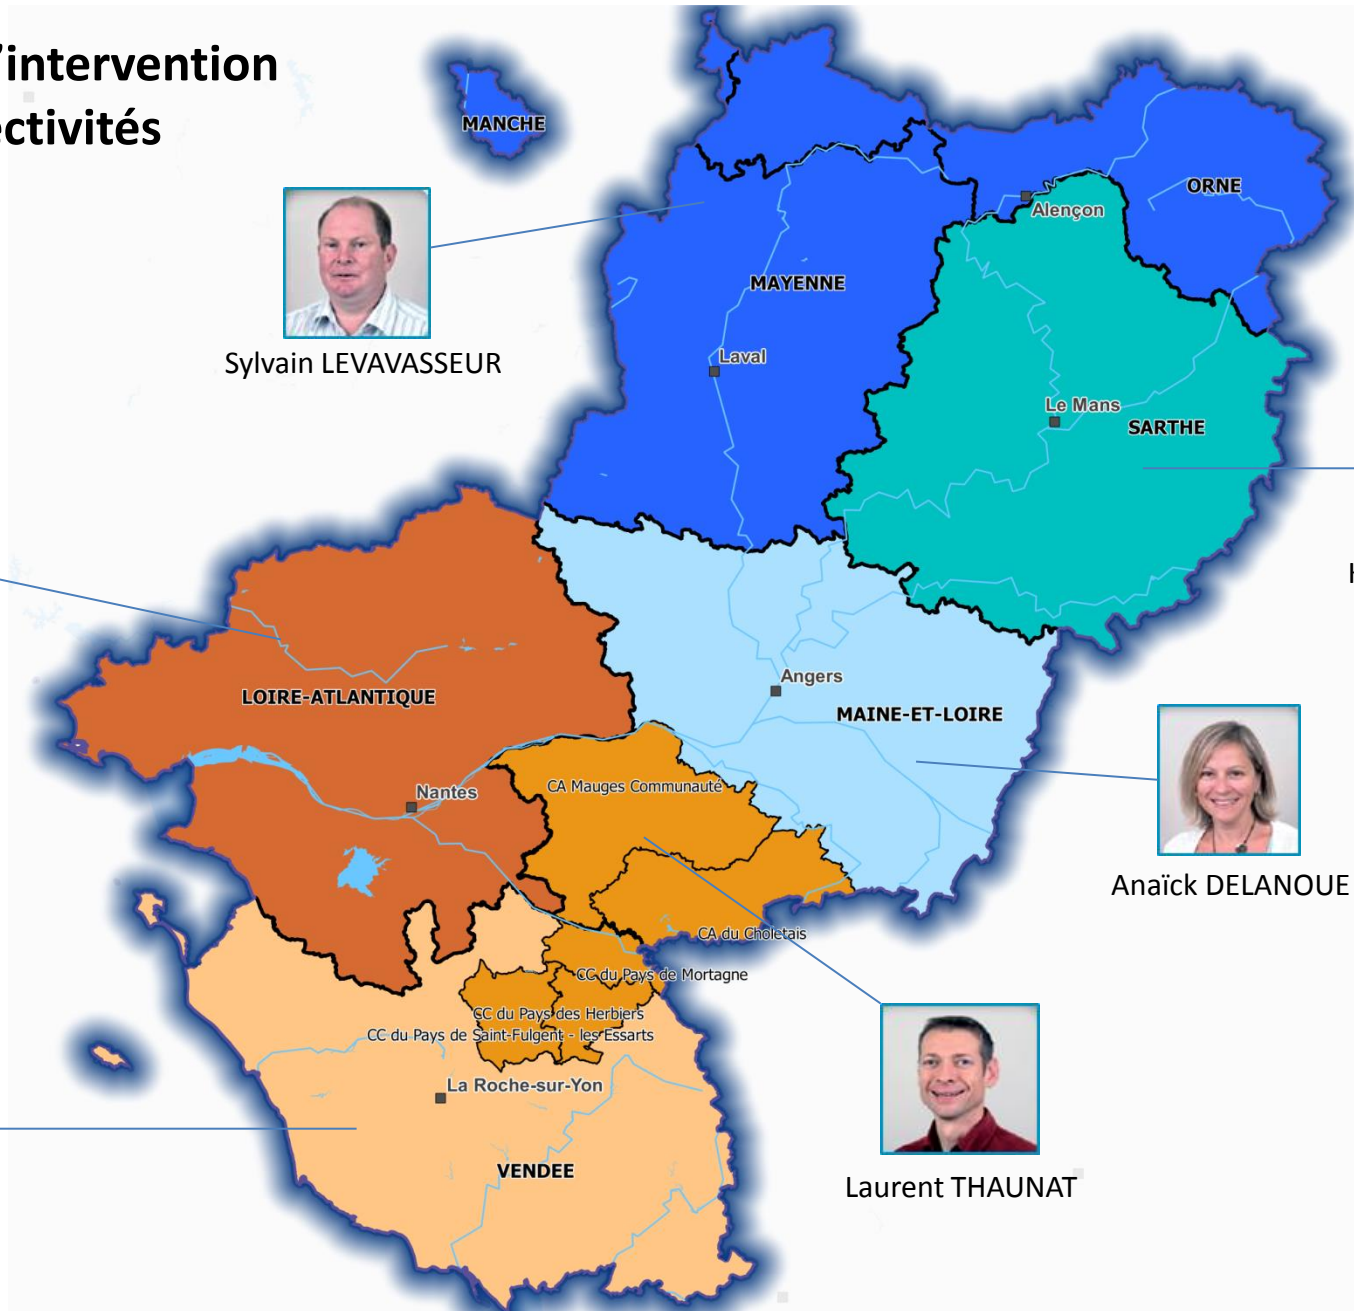 'intervention
ectivités
MANCHE
ORNE
Alençon
MAYENNE
Sylvain LEVAVASSEUR
Laval
Le Mans
SARTHE
H
LOIRE-ATLANTIQUE
Angers
MAINE-ET-LOIRE
Nantes
CA Mauges Communauté
Anaïck DELANOUE
CA du Choletais
CC du Pays de Mortagne
CC du Pays des Herbiers
CC du Pays de Saint-Fulgent - les Essarts
La Roche-sur-Yon
VENDEE
Laurent THAUNAT